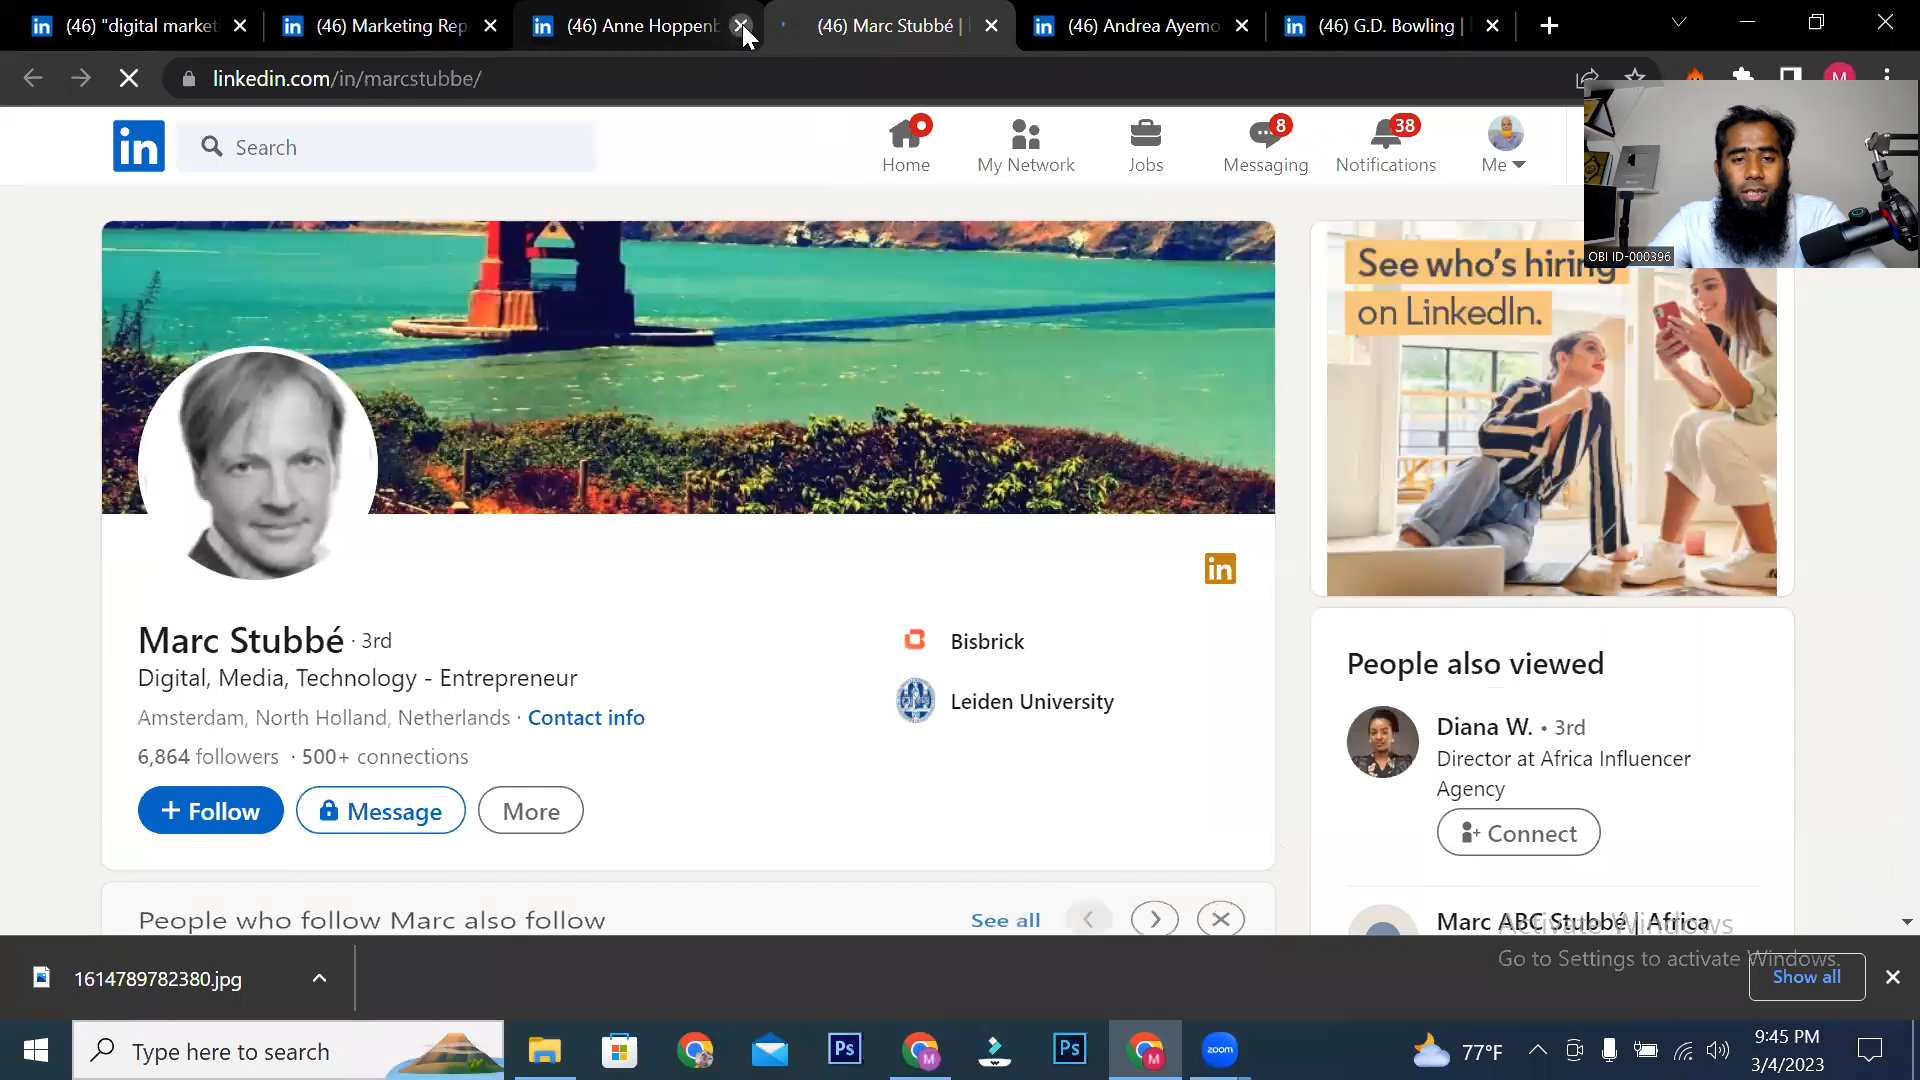 (46) "digital market
(46) Marketing Rep
(46) Anne Hoppenb
(46) Marc Stubbé |
(46) Andrea Ayemo
(46) G.D. Bowling |
linkedin.com/in/marcstubbe/
M
in
Search
Home
My Network
Jobs
8
Messaging
38
Notifications
Me
OBI ID-000396
See who's hiring
on LinkedIn.
in
Marc Stubbé · 3rd
Digital, Media, Technology - Entrepreneur
Amsterdam, North Holland, Netherlands · Contact info
6,864 followers · 500+ connections
+ Follow
Message
More
Bisbrick
Leiden University
People also viewed
Diana W. • 3rd
Director at Africa Influencer
Agency
Connect
Marc ABC Stubbé | Africa
People who follow Marc also follow
See all
Activate Windows
Go to Settings to activate Windows.
1614789782380.jpg
Show all
Type here to search
Ps
M
Ps
M
zoom
77°F
9:45 PM
3/4/2023